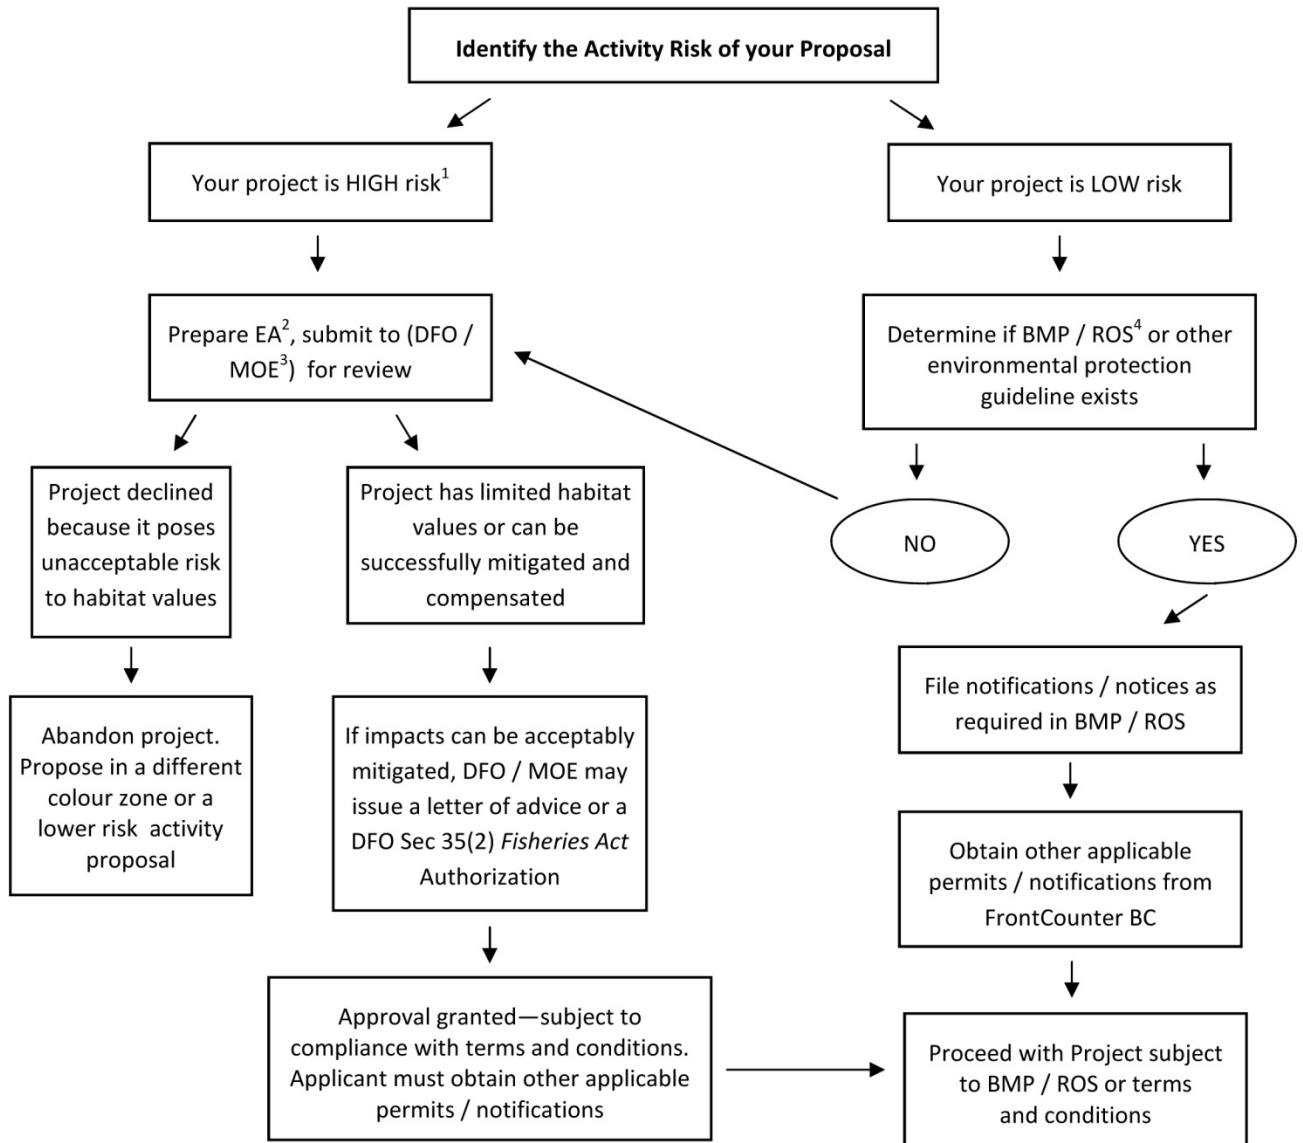 Identify the Activity Risk of your Proposal
Your project is HIGH risk¹
Your project is LOW risk
Prepare EA², submit to (DFO /
MOE³) for review
Determine if BMP / ROS⁴ or other
environmental protection
guideline exists
Project declined
because it poses
unacceptable risk
to habitat values
Project has limited habitat
values or can be
successfully mitigated and
compensated
NO
YES
File notifications / notices as
required in BMP / ROS
Abandon project.
Propose in a different
colour zone or a
lower risk activity
proposal
If impacts can be acceptably
mitigated, DFO / MOE may
issue a letter of advice or a
DFO Sec 35(2) Fisheries Act
Authorization
Obtain other applicable
permits / notifications from
FrontCounter BC
Approval granted—subject to
compliance with terms and conditions.
Applicant must obtain other applicable
permits / notifications
Proceed with Project subject
to BMP / ROS or terms
and conditions